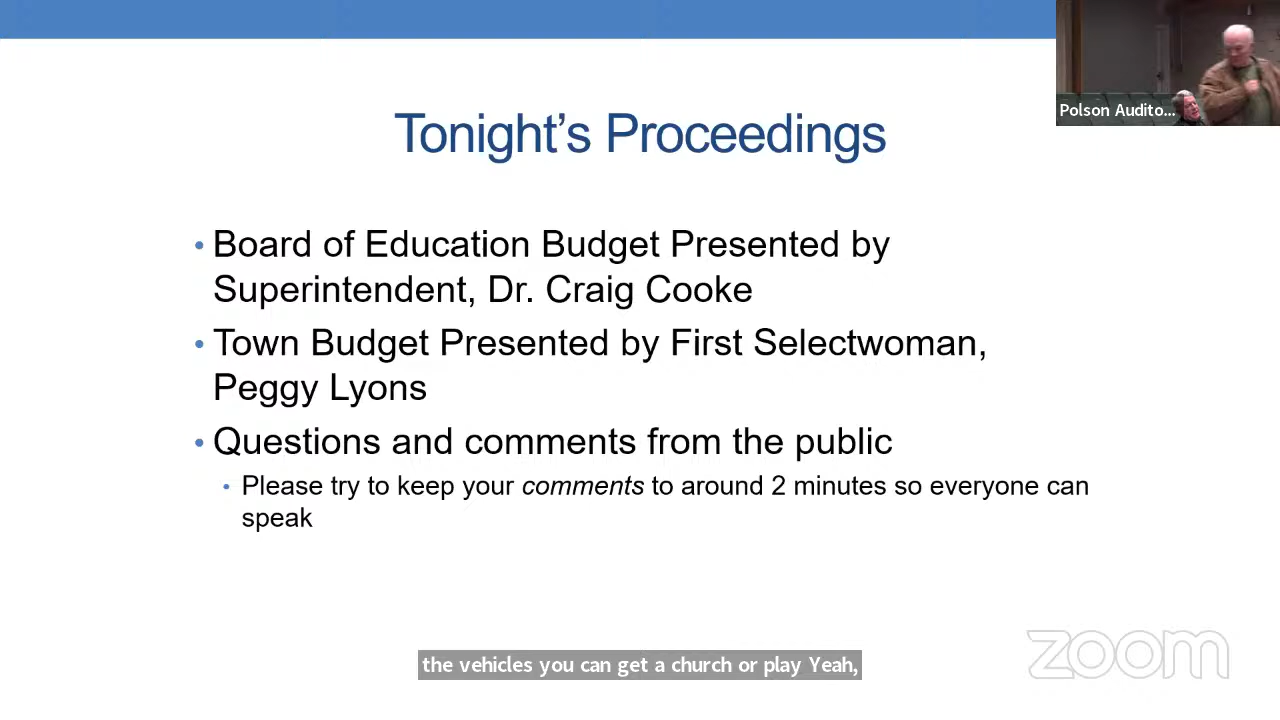 Polson Audito...
Tonight's Proceedings
• Board of Education Budget Presented by
Superintendent, Dr. Craig Cooke
• Town Budget Presented by First Selectwoman,
Peggy Lyons
• Questions and comments from the public
• Please try to keep your comments to around 2 minutes so everyone can
speak
zoom
the vehicles you can get a church or play Yeah,